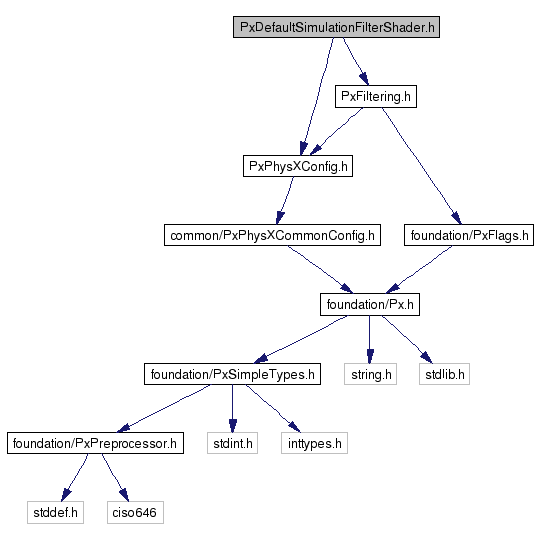 PxDefaultSimulationFilterShader.h
PxFiltering.h
PxPhysXConfig.h
common/PxPhysXCommonConfig.h
foundation/PxFlags.h
foundation/Px.h
foundation/PxSimpleTypes.h
string.h
stdlib.h
foundation/PxPreprocessor.h
stdint.h
inttypes.h
stddef.h
ciso646